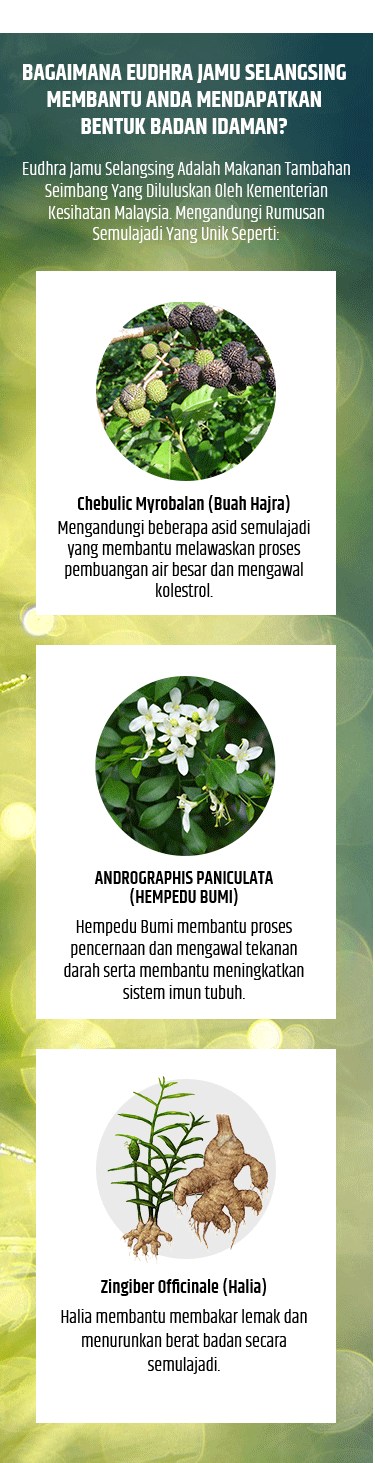 BAGAIMANA EUDHRA JAMU SELANGSING
MEMBANTU ANDA MENDAPATKAN
BENTUK BADAN IDAMAN?
Eudhra Jamu Selangsing Adalah Makanan Tambahan
Seimbang Yang Diluluskan Oleh Kementerian
Kesihatan Malaysia. Mengandungi Rumusan
Semulajadi Yang Unik Seperti:
Chebulic Myrobalan (Buah Hajra)
Mengandungi beberapa asid semulajadi
yang membantu melawaskan proses
pembuangan air besar dan mengawal
kolestrol.
ANDROGRAPHIS PANICULATA
(HEMPEDU BUMI)
Hempedu Bumi membantu proses
pencernaan dan mengawal tekanan
darah serta membantu meningkatkan
sistem imun tubuh.
Zingiber Officinale (Halia)
Halia membantu membakar lemak dan
menurunkan berat badan secara
semulajadi.